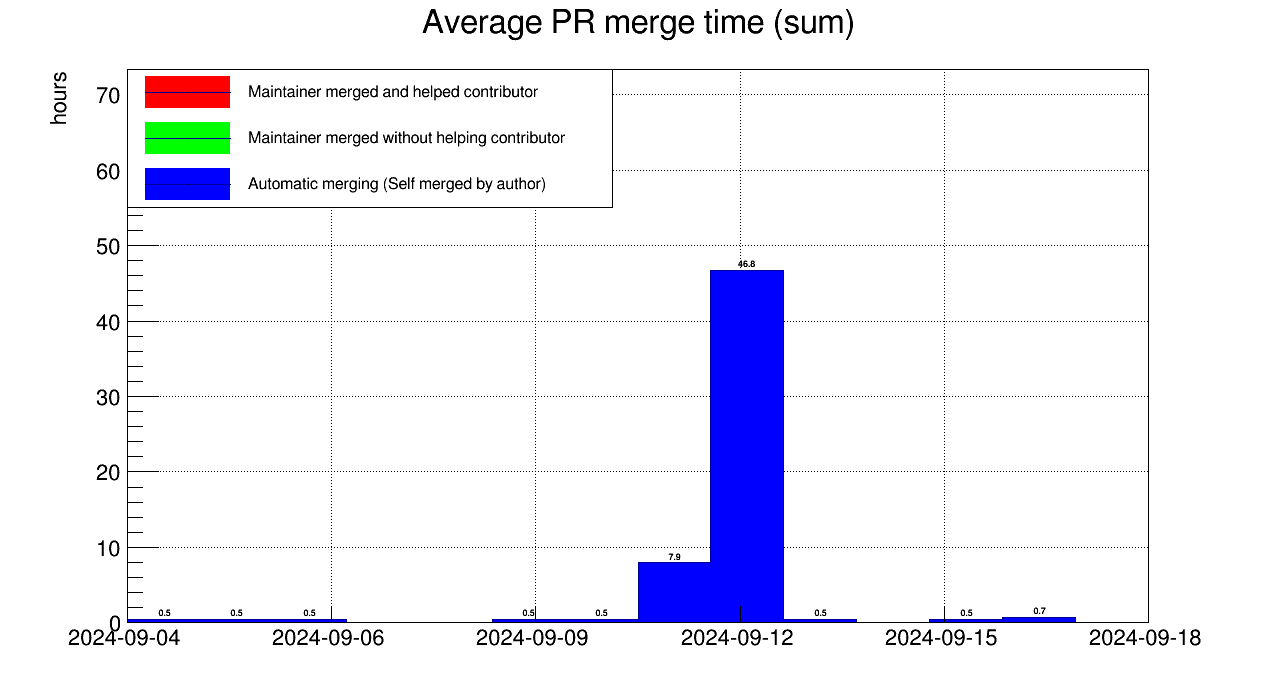 Average PR merge time (sum)
hours
Maintainer merged and helped contributor
Maintainer merged without helping contributor
Automatic merging (Self merged by author)
70
60
50
40
30
20
10
0
46.8
7.9
0.5 0.5 0.5 0.5 0.5 0.5 0.5 0.7
2024-09-04 2024-09-06 2024-09-09 2024-09-12 2024-09-15 2024-09-18